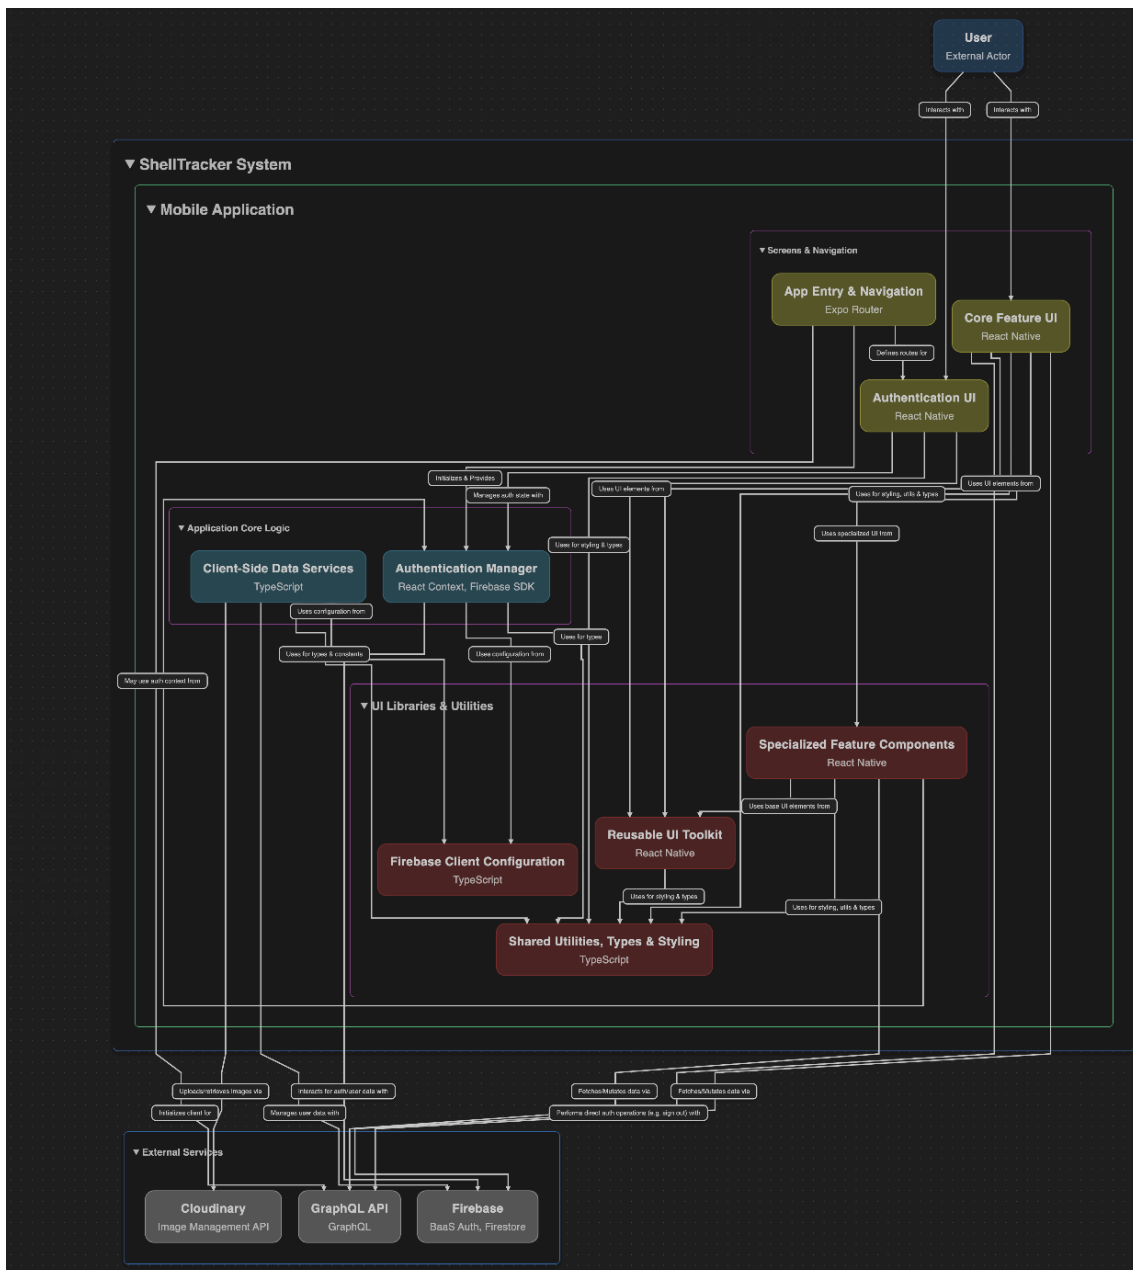 User
External Actor
Interacts with
Interacts with
▼ ShellTracker System
▼ Mobile Application
▼ Screens & Navigation
App Entry & Navigation
Expo Router
Core Feature UI
React Native
Defines routes for
Authentication UI
React Native
Initializes & Provides
Manages auth state with
Uses UI elements from
Uses for styling, utils & types
Uses UI elements from
▼ Application Core Logic
Uses specialized UI from
Uses for styling & types
Client-Side Data Services
TypeScript
Authentication Manager
React Context, Firebase SDK
Uses configuration from
Uses for types
Uses for types & constants
Uses configuration from
May use auth context from
▼ UI Libraries & Utilities
Specialized Feature Components
React Native
Uses base UI elements from
Reusable UI Toolkit
React Native
Firebase Client Configuration
TypeScript
Uses for styling & types
Uses for styling, utils & types
Shared Utilities, Types & Styling
TypeScript
Uploads/retrieves images via
Interacts for auth/user data with
Fetches/Mutates data via
Fetches/Mutates data via
Initializes client for
Manages user data with
Performs direct auth operations (e.g. sign out) with
▼ External Services
Cloudinary
Image Management API
GraphQL API
GraphQL
Firebase
BaaS Auth, Firestore